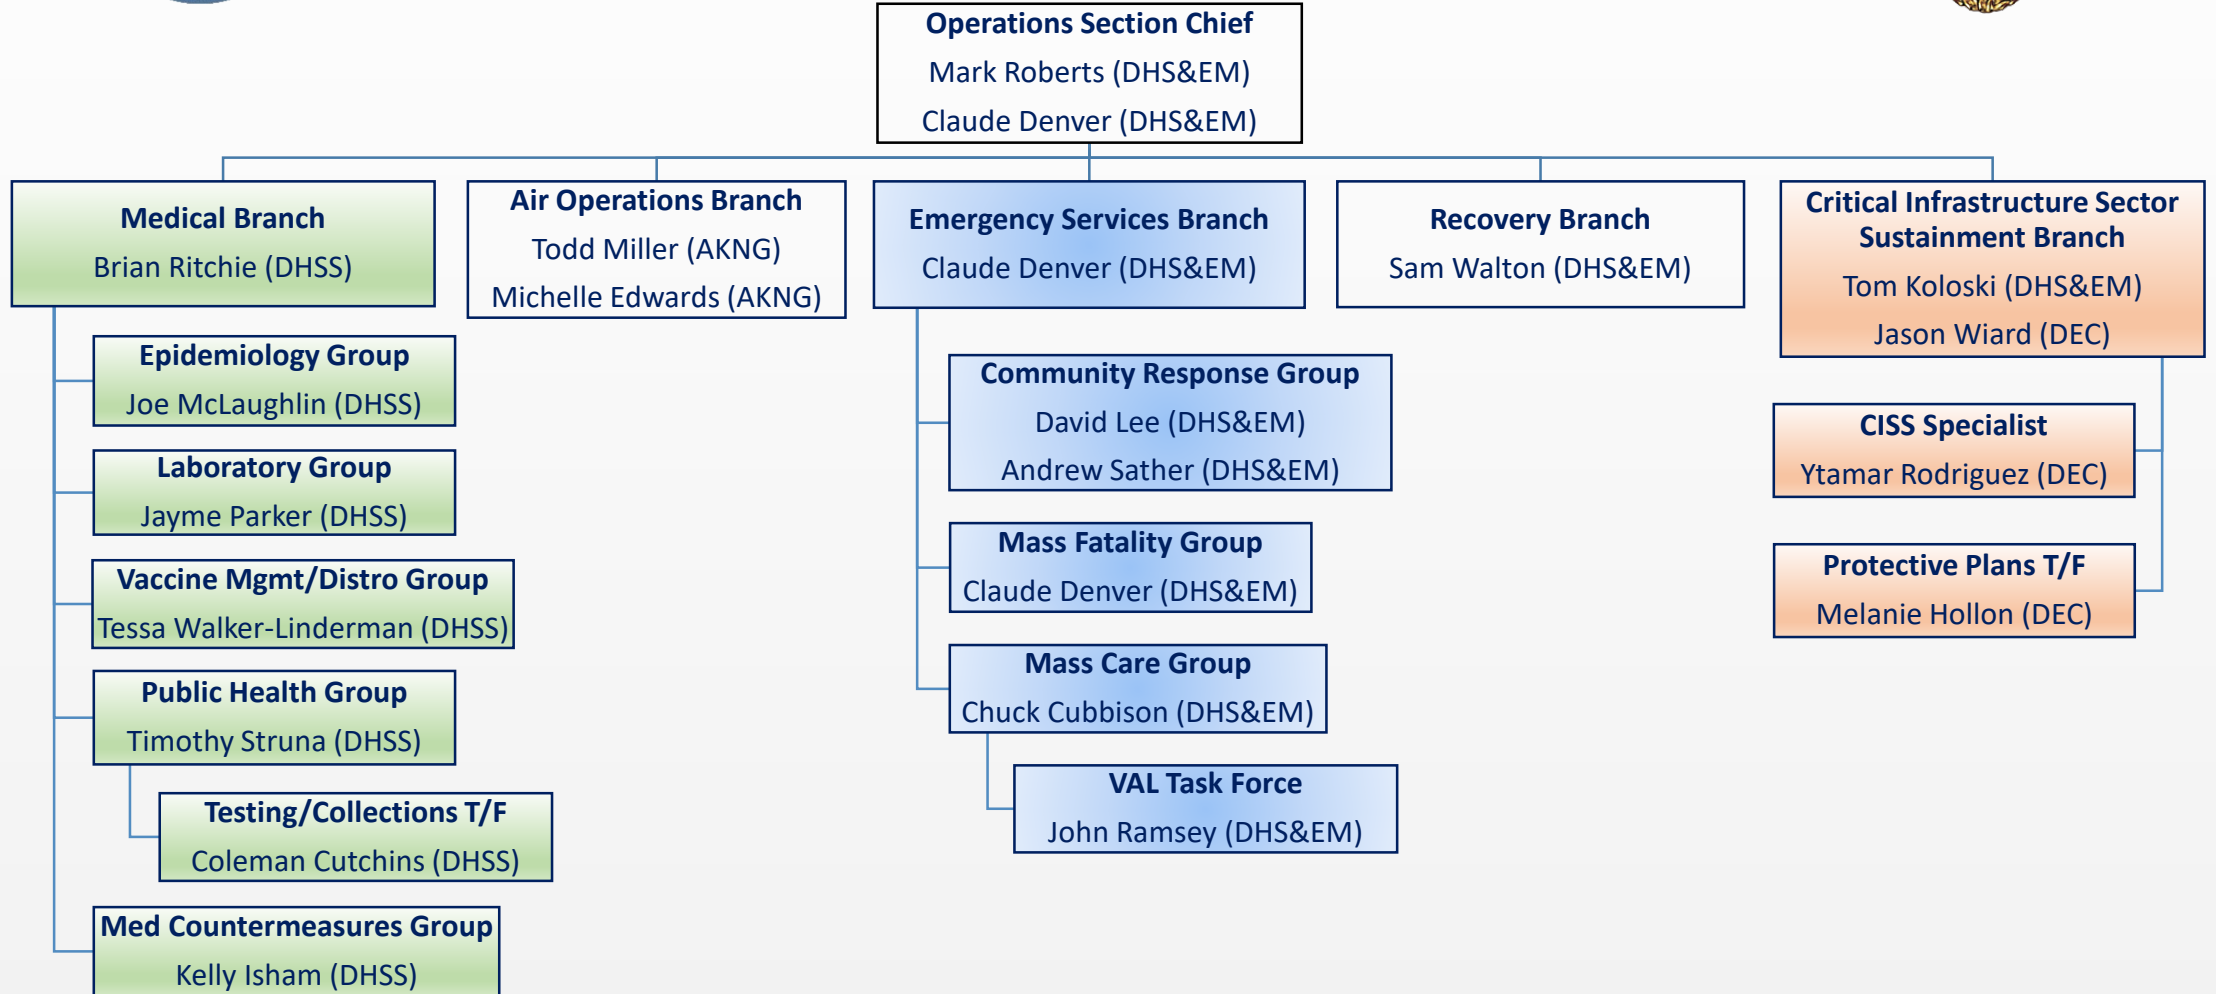 Operations Section Chief
Mark Roberts (DHS&EM)
Claude Denver (DHS&EM)
Medical Branch
Brian Ritchie (DHSS)
Epidemiology Group
Joe McLaughlin (DHSS)
Laboratory Group
Jayme Parker (DHSS)
Vaccine Mgmt/Distro Group
Tessa Walker-Linderman (DHSS)
Public Health Group
Timothy Struna (DHSS)
Testing/Collections T/F
Coleman Cutchins (DHSS)
Med Countermeasures Group
Kelly Isham (DHSS)
Air Operations Branch
Todd Miller (AKNG)
Michelle Edwards (AKNG)
Emergency Services Branch
Claude Denver (DHS&EM)
Community Response Group
David Lee (DHS&EM)
Andrew Sather (DHS&EM)
Mass Fatality Group
Claude Denver (DHS&EM)
Mass Care Group
Chuck Cubbison (DHS&EM)
VAL Task Force
John Ramsey (DHS&EM)
Recovery Branch
Sam Walton (DHS&EM)
Critical Infrastructure Sector
Sustainment Branch
Tom Koloski (DHS&EM)
Jason Wiard (DEC)
CISS Specialist
Ytamar Rodriguez (DEC)
Protective Plans T/F
Melanie Hollon (DEC)